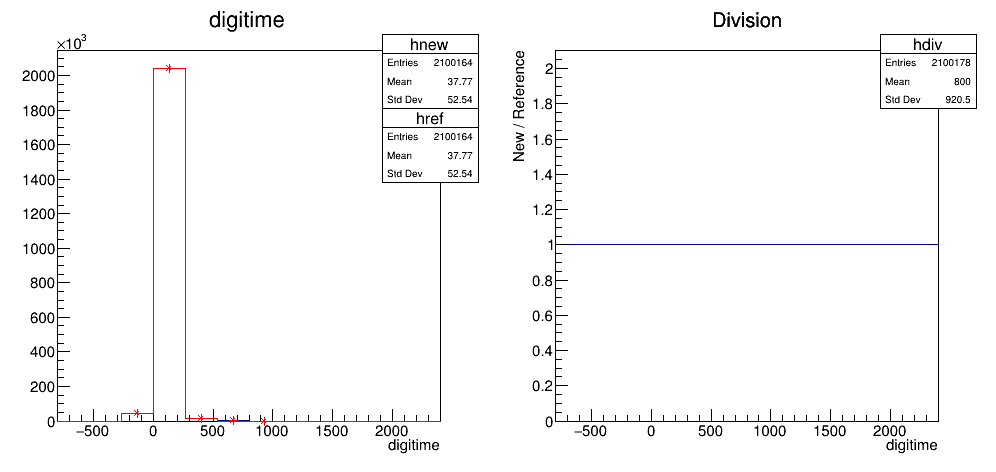 digitime
×10³
2000
1800
1600
1400
1200
1000
800
600
400
200
0
−500 0 500 1000 1500 2000
digitime
hnew
Entries 2100164
Mean 37.77
Std Dev 52.54
href
Entries 2100164
Mean 37.77
Std Dev 52.54
Division
New / Reference
2
1.8
1.6
1.4
1.2
1
0.8
0.6
0.4
0.2
0
−500 0 500 1000 1500 2000
digitime
hdiv
Entries 2100178
Mean 800
Std Dev 920.5